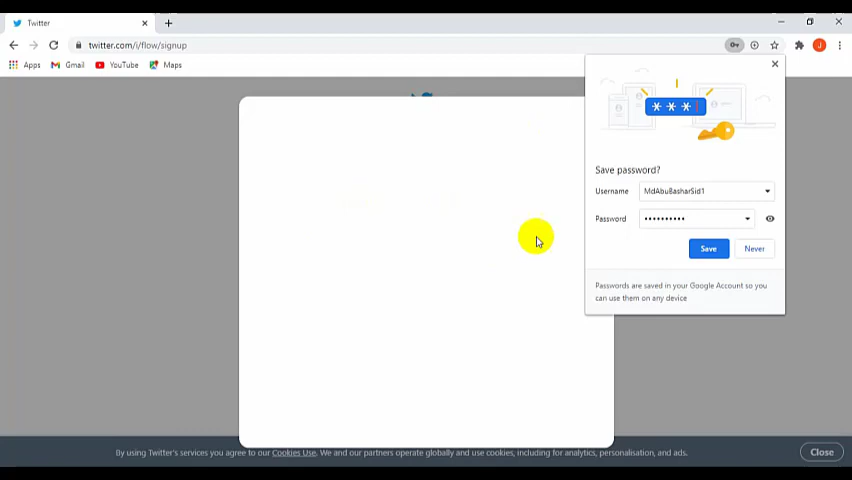 Twitter
twitter.com/i/flow/signup
J
Apps
Gmail
YouTube
Maps
Save password?
Username
MdAbuBasharSid1
Password
••••••••••
Save
Never
Passwords are saved in your Google Account so you
can use them on any device
By using Twitter's services you agree to our Cookies Use. We and our partners operate globally and use cookies, including for analytics, personalisation, and ads.
Close